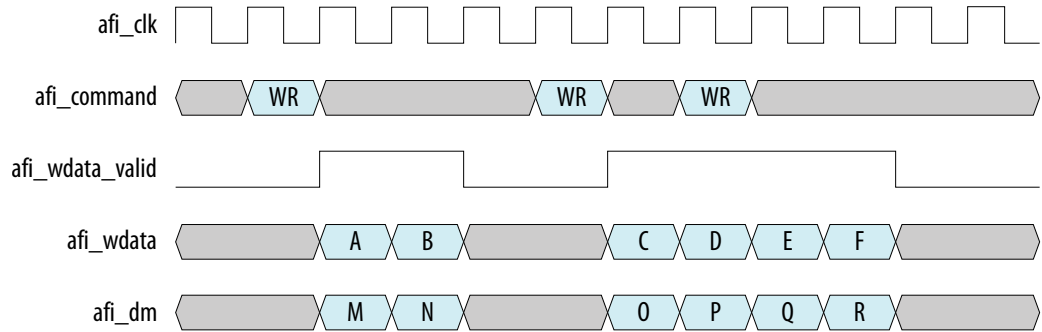 afi_clk
afi_command WR WR WR
afi_wdata_valid
afi_wdata A B C D E F
afi_dm M N O P Q R